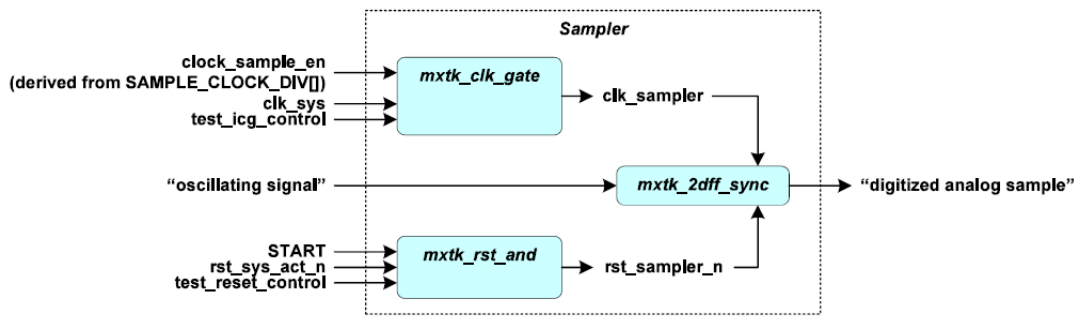 Sampler
clock_sample_en
(derived from SAMPLE_CLOCK_DIV[])
clk_sys
test_icg_control
mxtk_clk_gate
clk_sampler
“oscillating signal”
mxtk_2dff_sync
“digitized analog sample”
START
rst_sys_act_n
test_reset_control
mxtk_rst_and
rst_sampler_n